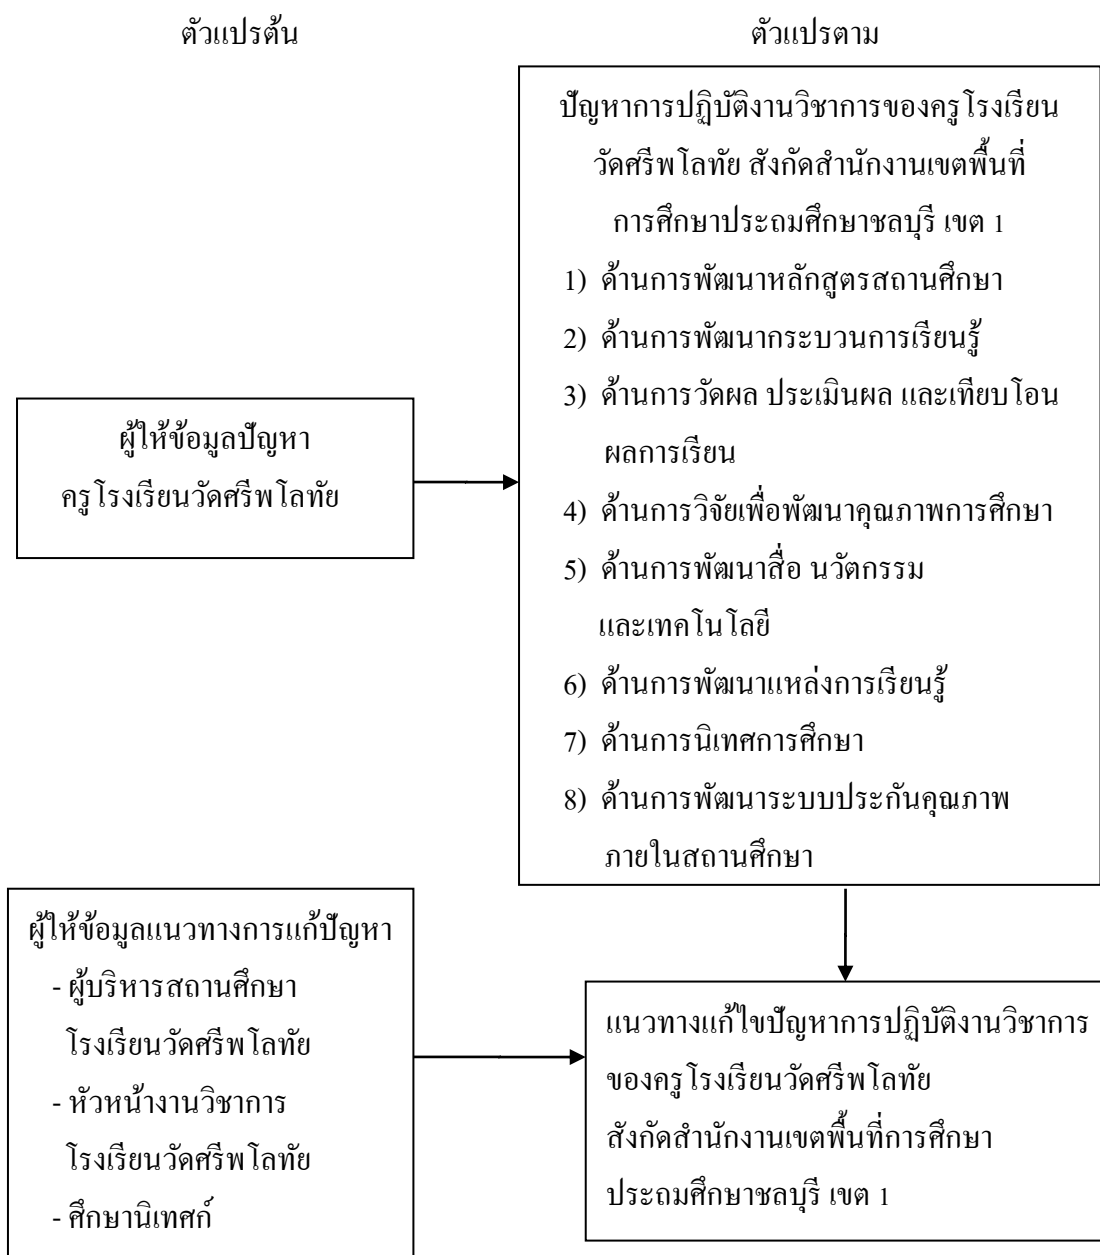 ตัวแปรต้น
ตัวแปรตาม
ปัญหาการปฏิบัติงานวิชาการของครูโรงเรียน
วัดศรีพโลทัย สังกัดสำนักงานเขตพื้นที่
การศึกษาประถมศึกษาชลบุรี เขต 1
1) ด้านการพัฒนาหลักสูตรสถานศึกษา
2) ด้านการพัฒนากระบวนการเรียนรู้
3) ด้านการวัดผล ประเมินผล และเทียบโอน
ผลการเรียน
4) ด้านการวิจัยเพื่อพัฒนาคุณภาพการศึกษา
5) ด้านการพัฒนาสื่อ นวัตกรรม
และเทคโนโลยี
6) ด้านการพัฒนาแหล่งการเรียนรู้
7) ด้านการนิเทศการศึกษา
8) ด้านการพัฒนาระบบประกันคุณภาพ
ภายในสถานศึกษา
ผู้ให้ข้อมูลปัญหา
ครูโรงเรียนวัดศรีพโลทัย
ผู้ให้ข้อมูลแนวทางการแก้ปัญหา
- ผู้บริหารสถานศึกษา
โรงเรียนวัดศรีพโลทัย
- หัวหน้างานวิชาการ
โรงเรียนวัดศรีพโลทัย
- ศึกษานิเทศก์
แนวทางแก้ไขปัญหาการปฏิบัติงานวิชาการ
ของครูโรงเรียนวัดศรีพโลทัย
สังกัดสำนักงานเขตพื้นที่การศึกษา
ประถมศึกษาชลบุรี เขต 1